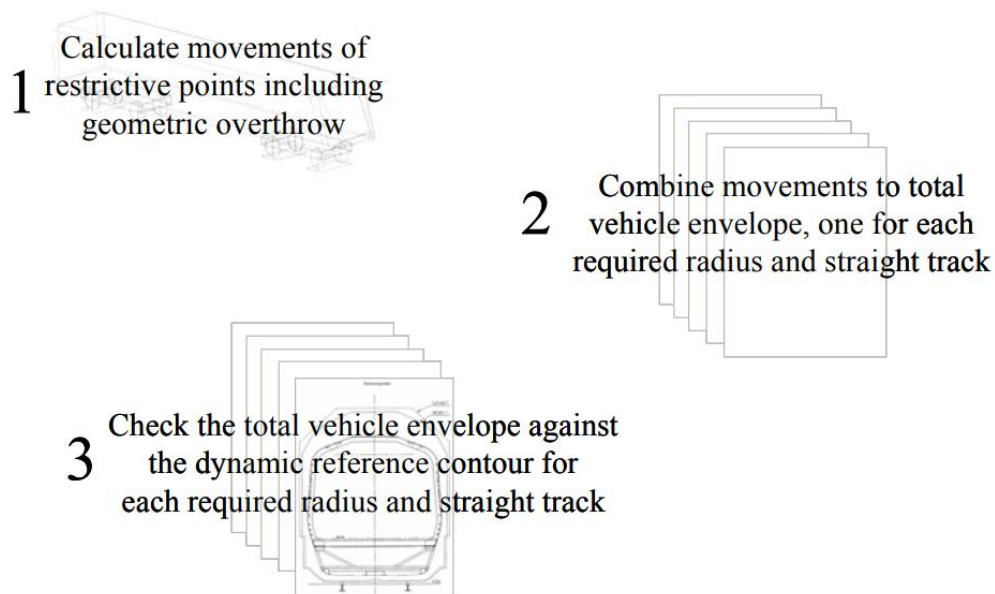 1
Calculate movements of
restrictive points including
geometric overthrow
2
Combine movements to total
vehicle envelope, one for each
required radius and straight track
3
Check the total vehicle envelope against
the dynamic reference contour for
each required radius and straight track